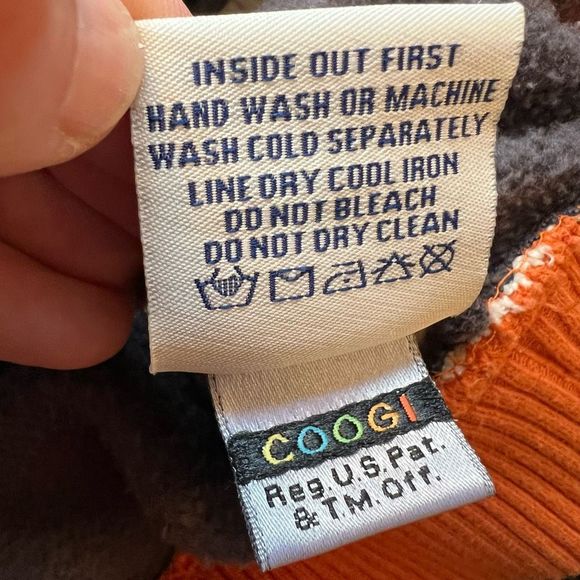 INSIDE OUT FIRST
HAND WASH OR MACHINE
WASH COLD SEPARATELY
LINE DRY COOL IRON
DO NOT BLEACH
DO NOT DRY CLEAN
COOGI
Reg.U.S.Pat.
& T.M.Off.